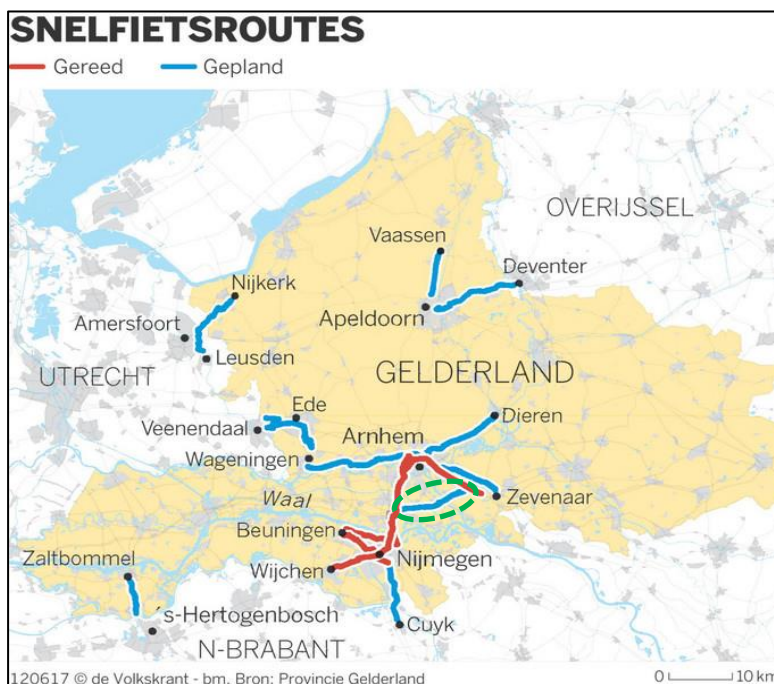 SNELFIETSROUTES
Gereed Gepland
OVERIJSSEL
Vaassen
Deventer
Nijkerk
Apeldoorn
Amersfoort
Leusden
UTRECHT
GELDERLAND
Ede
Dieren
Veenendaal
Arnhem
Wageningen
Waal
Zevenaar
Beuningen
Zaltbommel
Nijmegen
Wijchen
´s-Hertogenbosch
Cuyk
N-BRABANT
120617 © de Volkskrant - bm. Bron: Provincie Gelderland
0 10 km